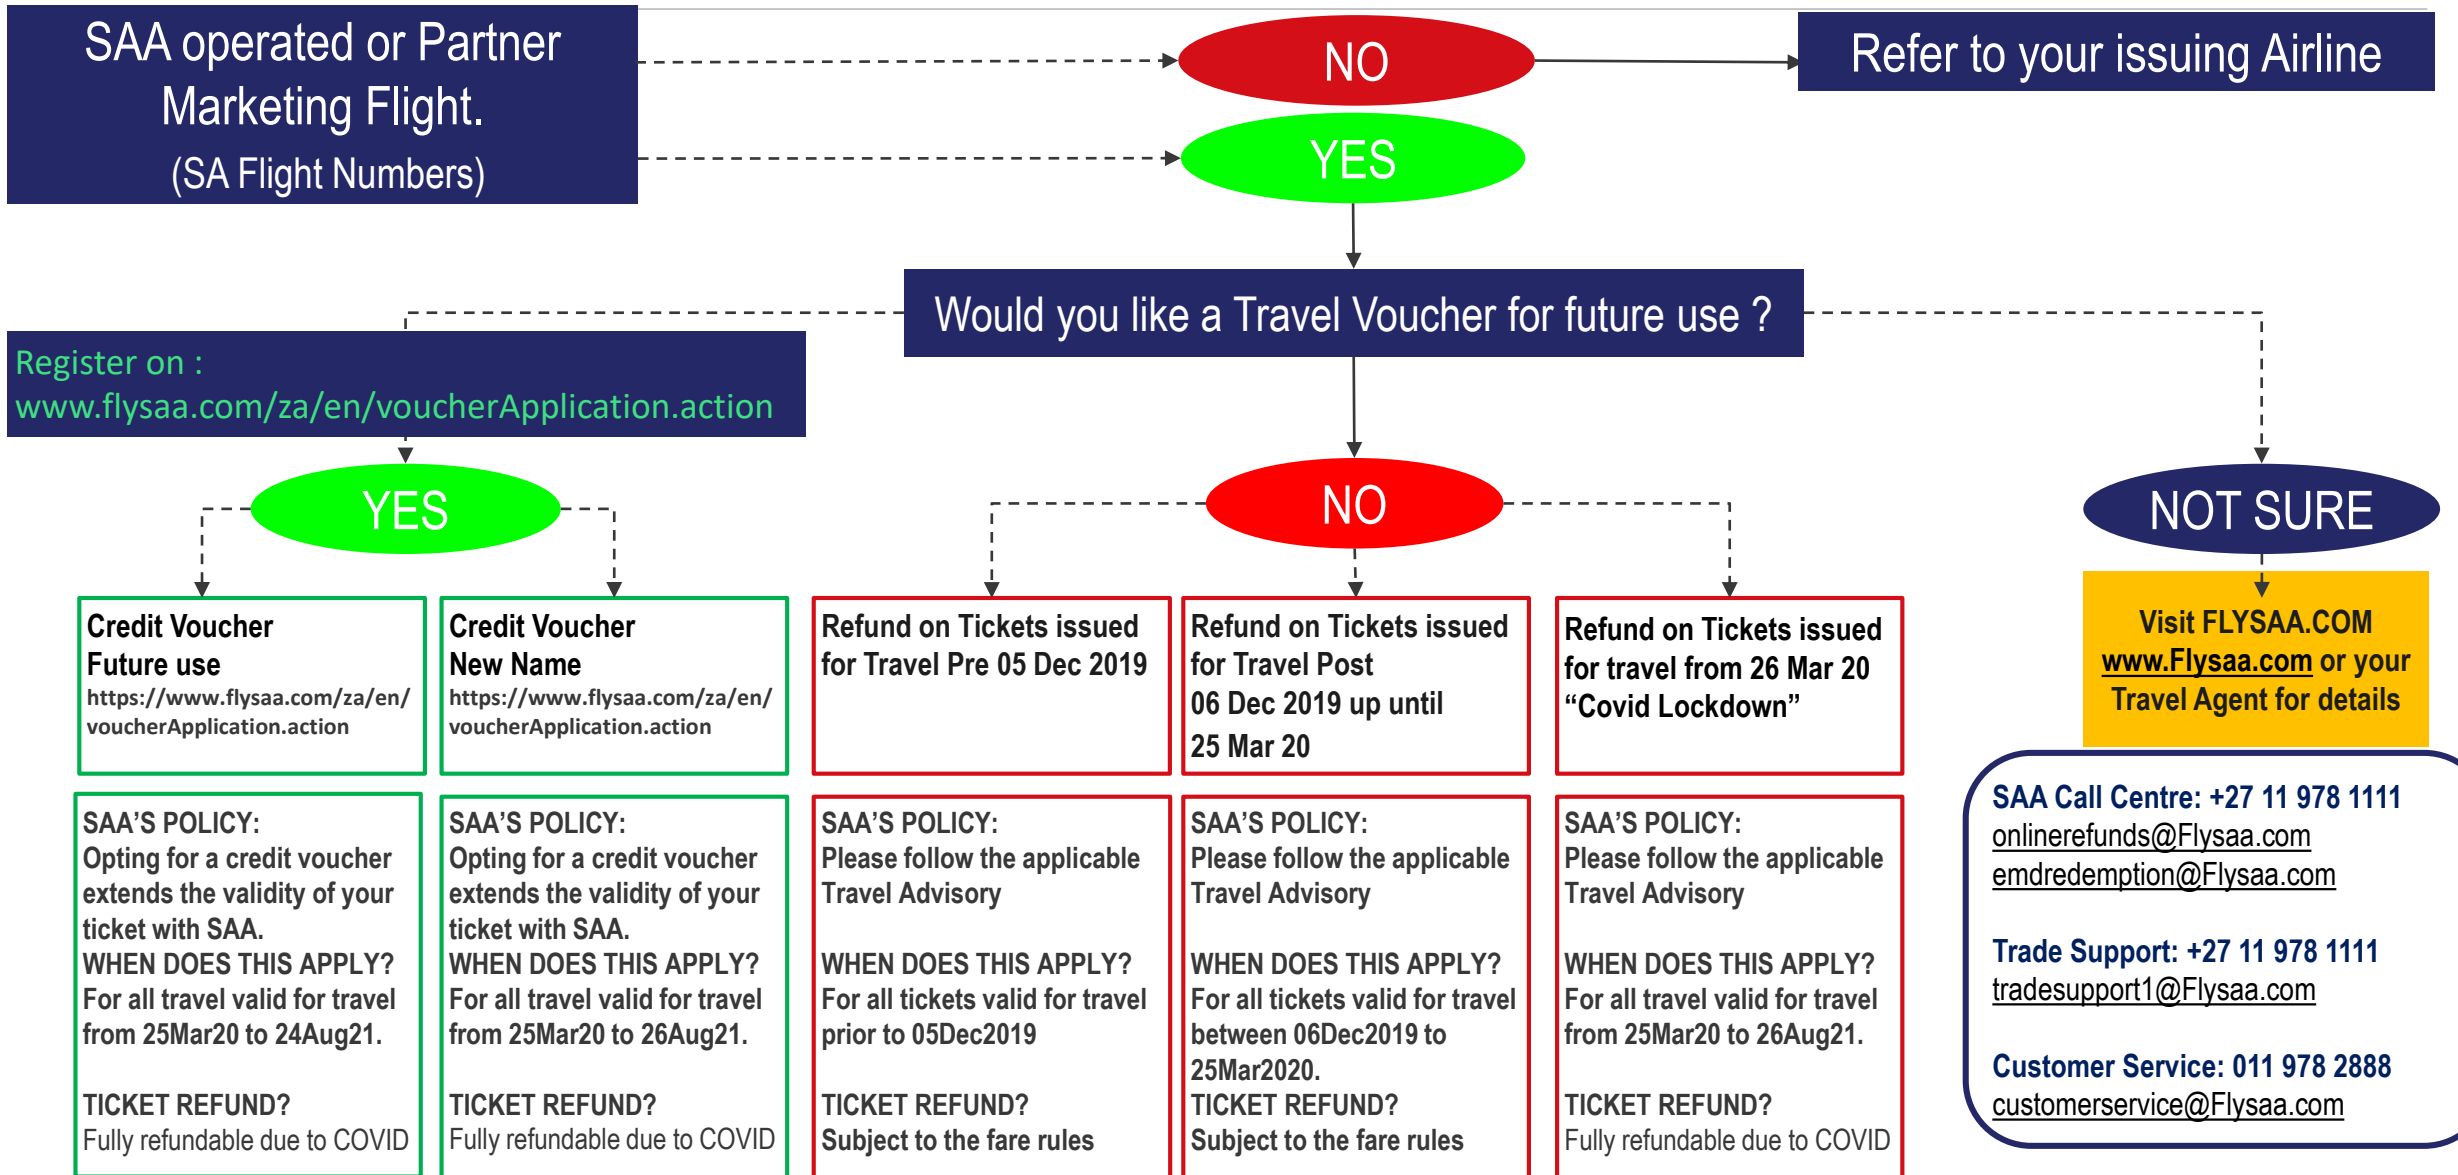 SAA operated or Partner
Marketing Flight.
(SA Flight Numbers)
NO
Refer to your issuing Airline
YES
Would you like a Travel Voucher for future use ?
Register on :
www.flysaa.com/za/en/voucherApplication.action
YES
NO
NOT SURE
Credit Voucher
Future use
https://www.flysaa.com/za/en/
voucherApplication.action
Credit Voucher
New Name
https://www.flysaa.com/za/en/
voucherApplication.action
Refund on Tickets issued
for Travel Pre 05 Dec 2019
Refund on Tickets issued
for Travel Post
06 Dec 2019 up until
25 Mar 20
Refund on Tickets issued
for travel from 26 Mar 20
“Covid Lockdown”
Visit FLYSAA.COM
www.Flysaa.com or your
Travel Agent for details
SAA'S POLICY:
Opting for a credit voucher
extends the validity of your
ticket with SAA.
WHEN DOES THIS APPLY?
For all travel valid for travel
from 25Mar20 to 24Aug21.
TICKET REFUND?
Fully refundable due to COVID
SAA'S POLICY:
Opting for a credit voucher
extends the validity of your
ticket with SAA.
WHEN DOES THIS APPLY?
For all travel valid for travel
from 25Mar20 to 26Aug21.
TICKET REFUND?
Fully refundable due to COVID
SAA'S POLICY:
Please follow the applicable
Travel Advisory
WHEN DOES THIS APPLY?
For all tickets valid for travel
prior to 05Dec2019
TICKET REFUND?
Subject to the fare rules
SAA'S POLICY:
Please follow the applicable
Travel Advisory
WHEN DOES THIS APPLY?
For all tickets valid for travel
between 06Dec2019 to
25Mar2020.
TICKET REFUND?
Subject to the fare rules
SAA'S POLICY:
Please follow the applicable
Travel Advisory
WHEN DOES THIS APPLY?
For all travel valid for travel
from 25Mar20 to 26Aug21.
TICKET REFUND?
Fully refundable due to COVID
SAA Call Centre: +27 11 978 1111
onlinerefunds@Flysaa.com
emdredemption@Flysaa.com
Trade Support: +27 11 978 1111
tradesupport1@Flysaa.com
Customer Service: 011 978 2888
customerservice@Flysaa.com